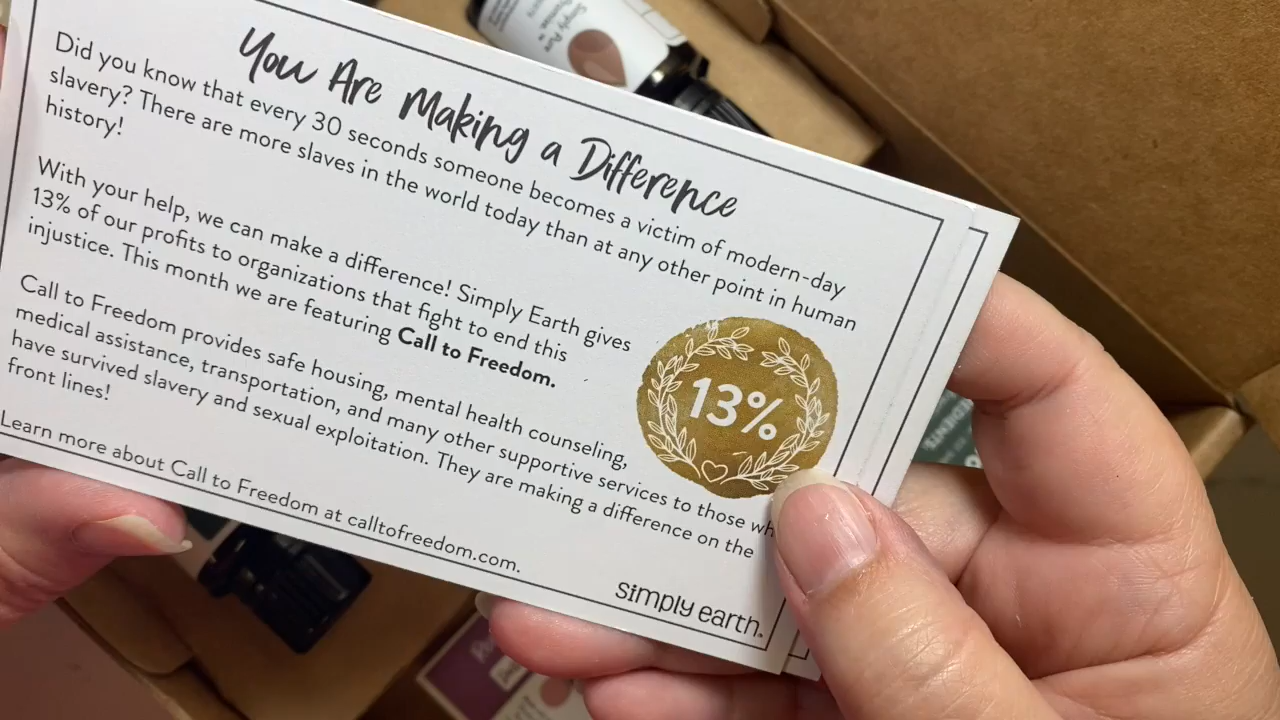 You Are Making a Difference
Did you know that every 30 seconds someone becomes a victim of modern-day
slavery? There are more slaves in the world today than at any other point in human
history!
With your help, we can make a difference! Simply Earth gives
13% of our profits to organizations that fight to end this
injustice. This month we are featuring Call to Freedom.
Call to Freedom provides safe housing, mental health counseling,
medical assistance, transportation, and many other supportive services to those wh
have survived slavery and sexual exploitation. They are making a difference on the
front lines!
Learn more about Call to Freedom at calltofreedom.com.
13%
simply earth
Simply Pure
Promise